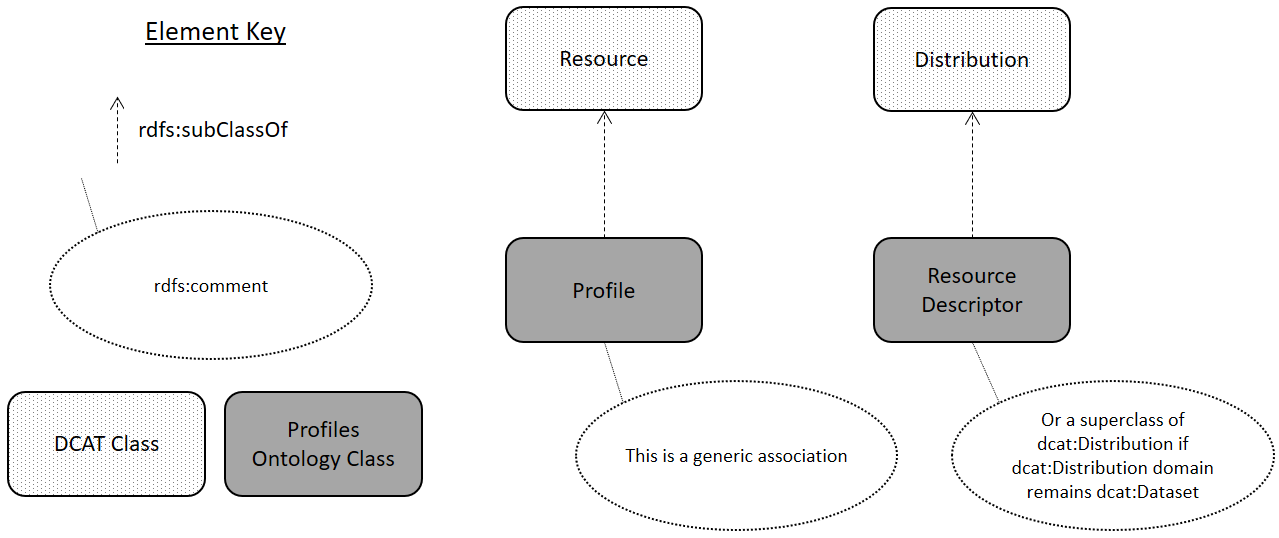 Element Key
rdfs:subClassOf
rdfs:comment
DCAT Class
Profiles
Ontology Class
Resource
Profile
This is a generic association
Distribution
Resource
Descriptor
Or a superclass of
dcat:Distribution if
dcat:Distribution domain
remains dcat:Dataset